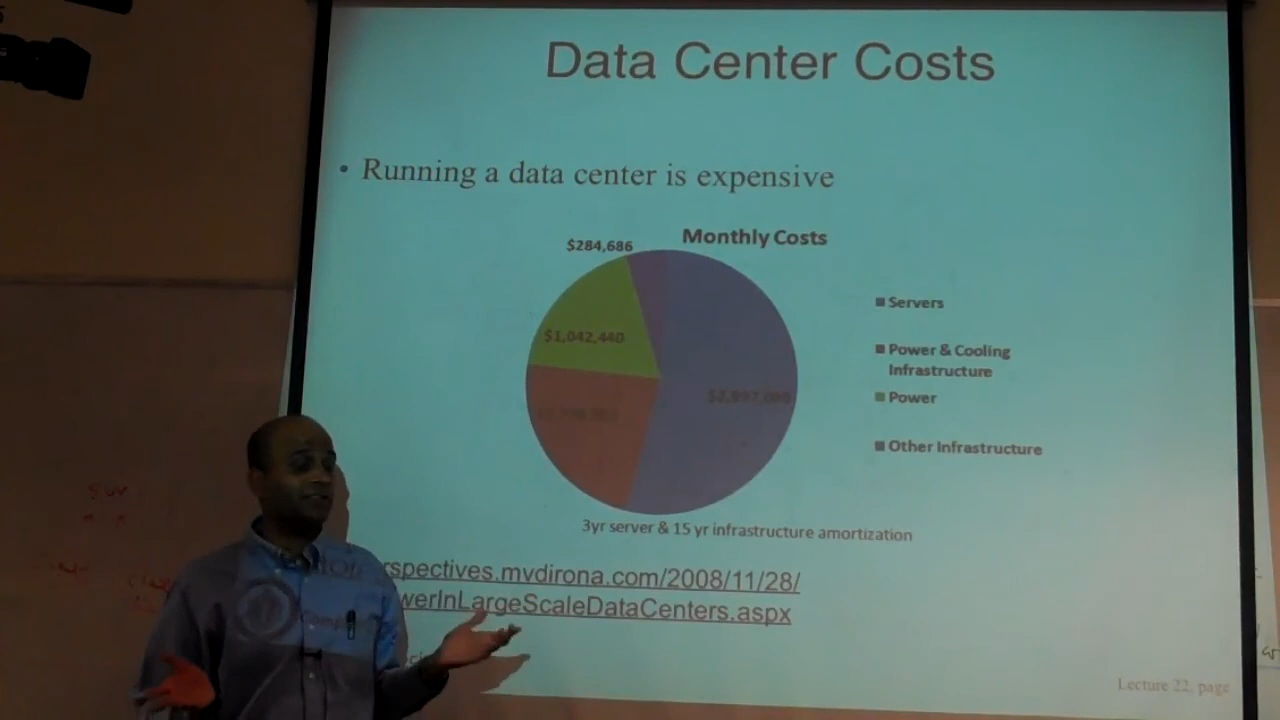 Data Center Costs
• Running a data center is expensive
Monthly Costs
$284,686
$1,042,440
Servers
Power & Cooling
Infrastructure
Power
Other Infrastructure
3yr server & 15 yr infrastructure amortization
rspectives.mvdirona.com/2008/11/28/
werInLargeScaleDataCenters.aspx
Lecture 22, page